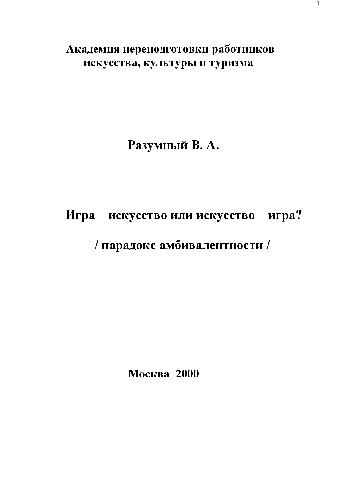 1
Академия переподготовки работников
искусства, культуры и туризма
Разумный В. А.
Игра искусство или искусство игра?
/ парадокс амбивалентности /
Москва 2000